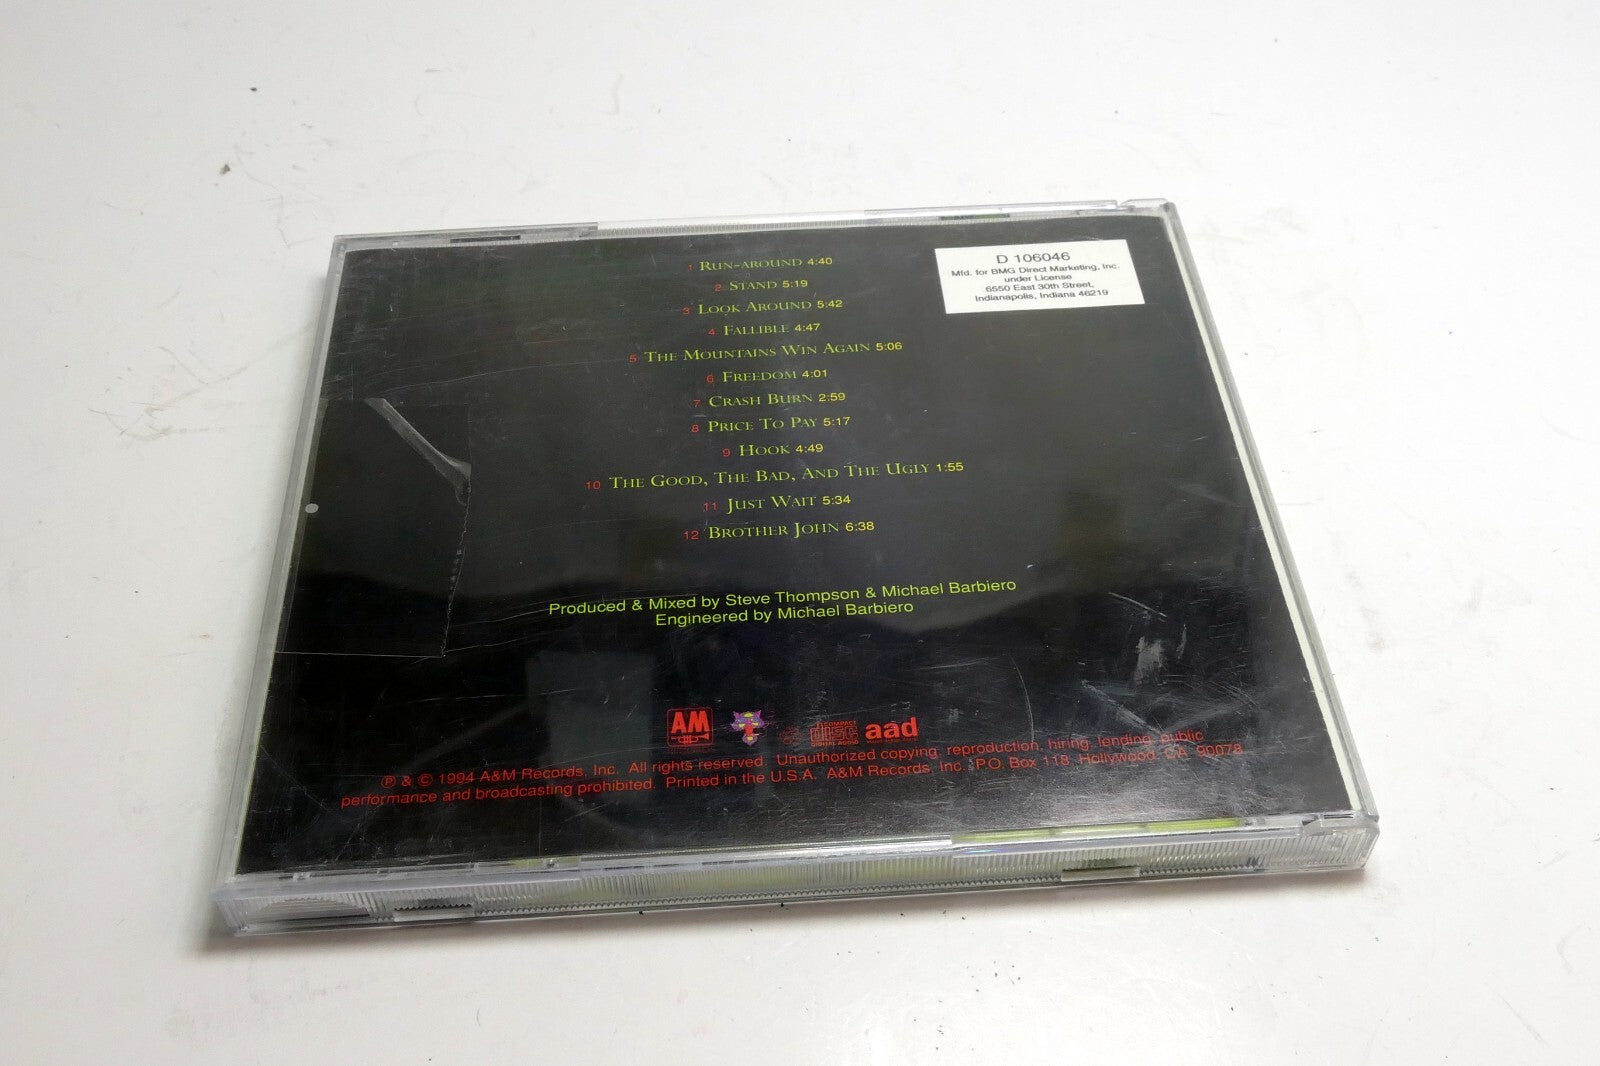 1 Run-around 4:40
2 Stand 5:19
3 Look Around 5:42
4 Fallible 4:47
5 The Mountains Win Again 5:06
6 Freedom 4:01
7 Crash Burn 2:59
8 Price To Pay 5:17
9 Hook 4:49
10 The Good, The Bad, And The Ugly 1:55
11 Just Wait 5:34
12 Brother John 6:38
D 106046
Mfd. for BMG Direct Marketing, Inc.
under License
6550 East 30th Street,
Indianapolis, Indiana 46219
Produced & Mixed by Steve Thompson & Michael Barbiero
Engineered by Michael Barbiero
AM
COMPACT
disc
DIGITAL AUDIO
aad
℗ & © 1994 A&M Records, Inc. All rights reserved. Unauthorized copying, reproduction, hiring, lending, public
performance and broadcasting prohibited. Printed in the U.S.A. A&M Records, Inc. P.O. Box 118, Hollywood, CA 90078